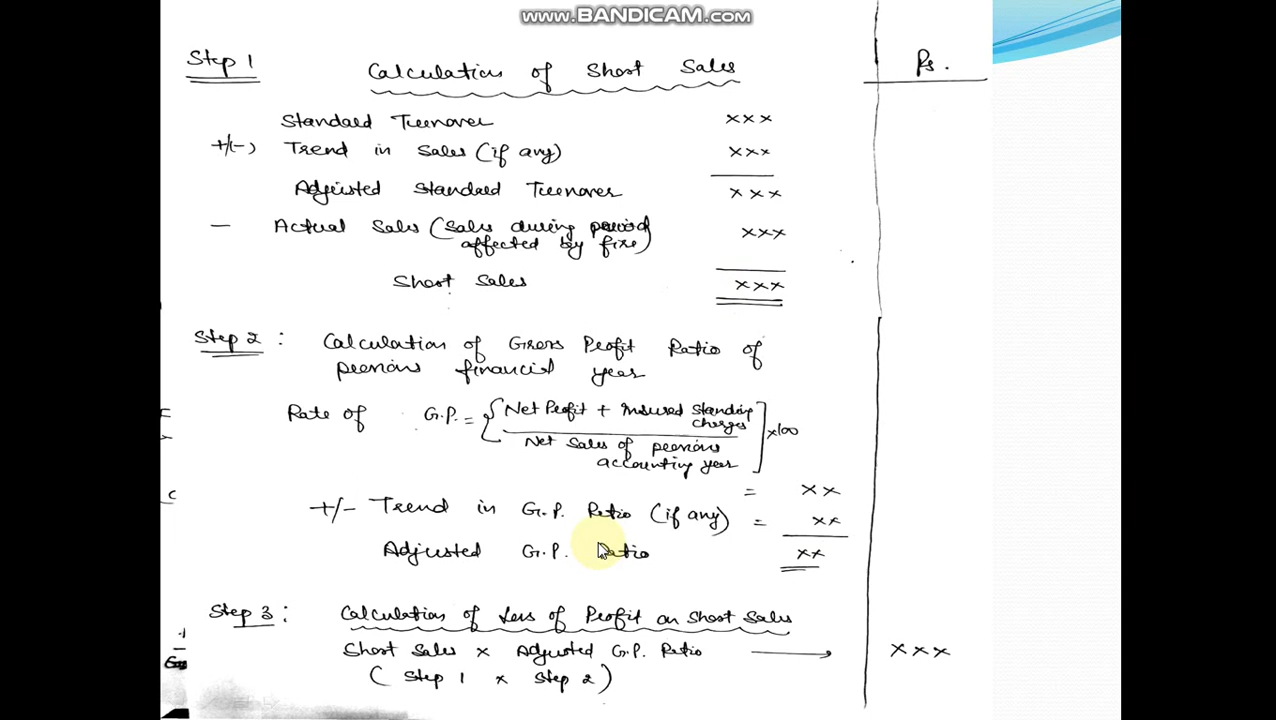 www.BANDICAM.com
Step 1 Calculation of Short Sales Rs.
Standard Turnover xxx
+/(-) Trend in Sales (if any) xxx
Adjusted Standard Turnover xxx
- Actual Sales (Sales during period
affected by fire) xxx
Short Sales xxx
Step 2 : Calculation of Gross Profit Ratio of
previous financial year
Rate of G.P. = { Net Profit + Insured Standing
charges ] x100
Net Sales of previous
accounting year
= xx
+/- Trend in G.P. Ratio (if any) = xx
Adjusted G.P. Ratio xx
Step 3 : Calculation of Loss of Profit on Short Sales
Short Sales x Adjusted G.P. Ratio → xxx
( Step 1 x Step 2 )